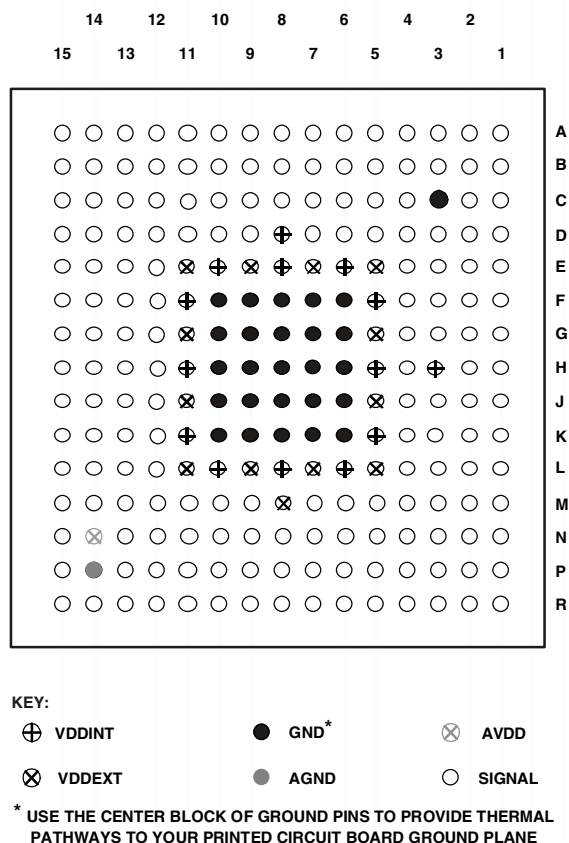 14 12 10 8 6 4 2
15 13 11 9 7 5 3 1
A
B
C
D
E
F
G
H
J
K
L
M
N
P
R
KEY:
VDDINT GND* AVDD
VDDEXT AGND SIGNAL
* USE THE CENTER BLOCK OF GROUND PINS TO PROVIDE THERMAL
PATHWAYS TO YOUR PRINTED CIRCUIT BOARD GROUND PLANE